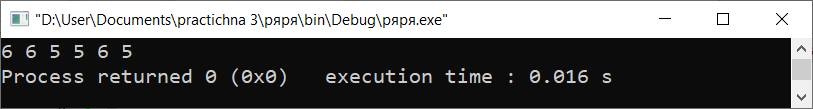 "D:\User\Documents\practichna 3\ряря\bin\Debug\ряря.exe"
6 6 5 5 6 5
Process returned 0 (0x0)   execution time : 0.016 s